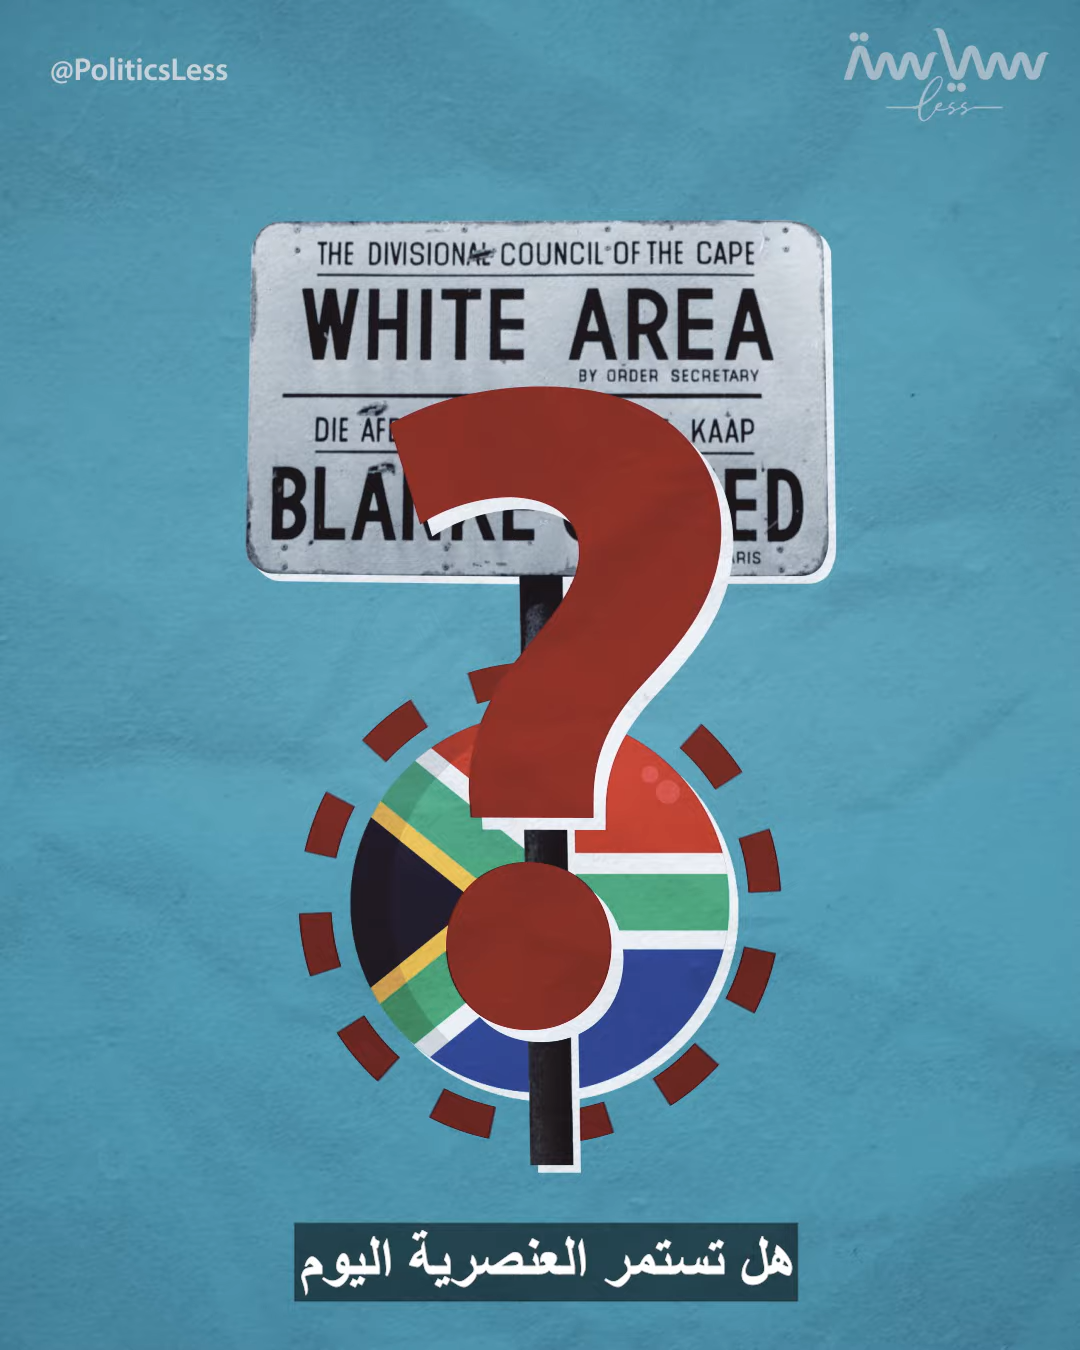 @PoliticsLess
سياسة
less
THE DIVISIONAL COUNCIL OF THE CAPE
WHITE AREA
BY ORDER SECRETARY
DIE KAAP
هل تستمر العنصرية اليوم